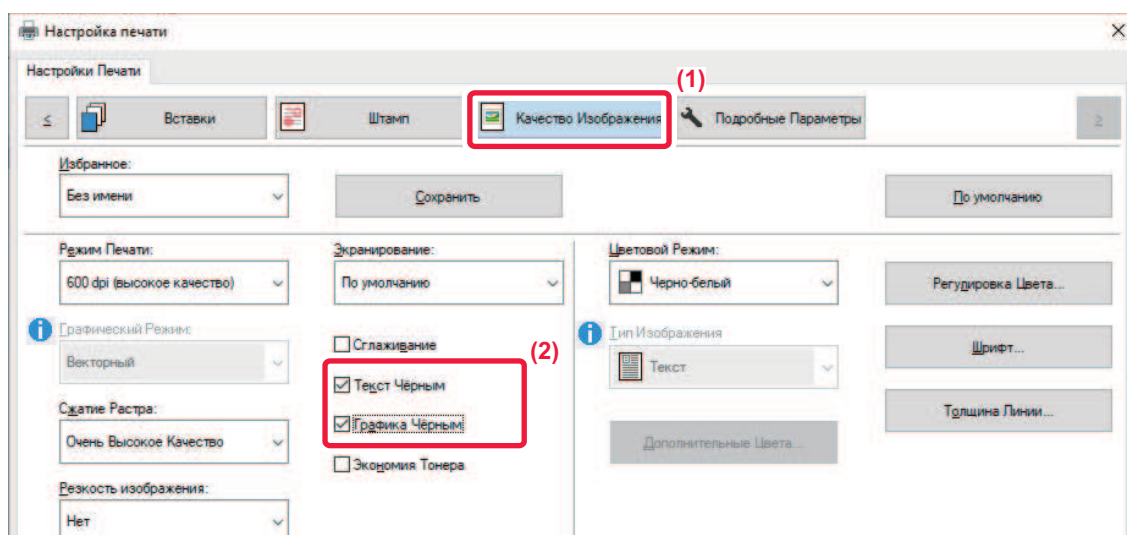 Настройка печати
Настройки Печати
(1)
< Вставки Штамп Качество Изображения Подробные Параметры >
Избранное:
Без имени Сохранить По умолчанию
Режим Печати: Экранирование: Цветовой Режим:
600 dpi (высокое качество) По умолчанию Черно-белый Регулировка Цвета...
Графический Режим: Сглаживание Тип Изображения
(2)
Векторный Текст Чёрным Текст Шрифт...
Сжатие Растра: Графика Чёрным Толщина Линии...
Очень Высокое Качество Экономия Тонера Дополнительные Цвета...
Резкость изображения:
Нет